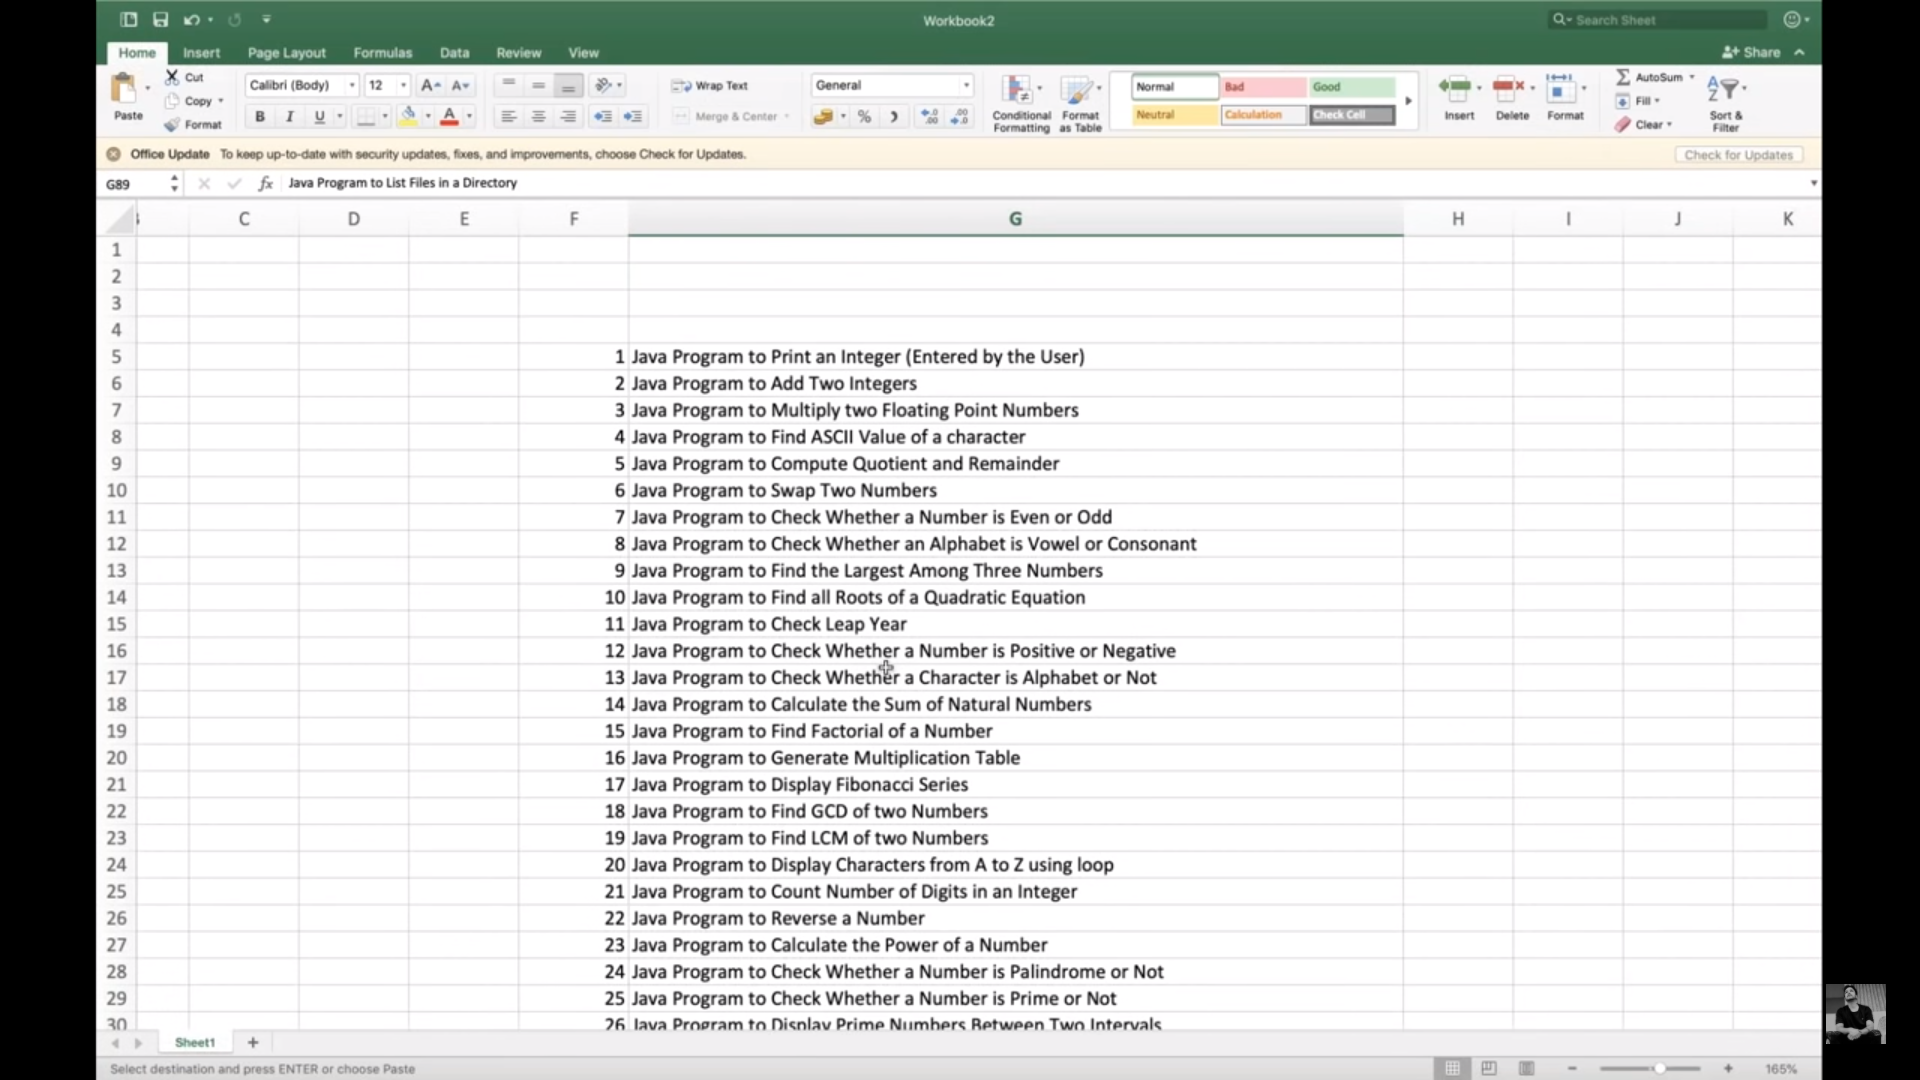 Workbook2
Search Sheet
Home Insert Page Layout Formulas Data Review View
Share
Paste
Cut
Copy
Format
Calibri (Body) 12
B I U
Wrap Text
Merge & Center
General
%
Conditional Formatting
Format as Table
Normal Bad Good
Neutral Calculation Check Cell
Insert Delete Format
AutoSum
Fill
Clear
Sort & Filter
Office Update To keep up-to-date with security updates, fixes, and improvements, choose Check for Updates.
Check for Updates
G89 fx Java Program to List Files in a Directory
C D E F G H I J K
1
2
3
4
5 1 Java Program to Print an Integer (Entered by the User)
6 2 Java Program to Add Two Integers
7 3 Java Program to Multiply two Floating Point Numbers
8 4 Java Program to Find ASCII Value of a character
9 5 Java Program to Compute Quotient and Remainder
10 6 Java Program to Swap Two Numbers
11 7 Java Program to Check Whether a Number is Even or Odd
12 8 Java Program to Check Whether an Alphabet is Vowel or Consonant
13 9 Java Program to Find the Largest Among Three Numbers
14 10 Java Program to Find all Roots of a Quadratic Equation
15 11 Java Program to Check Leap Year
16 12 Java Program to Check Whether a Number is Positive or Negative
17 13 Java Program to Check Whether a Character is Alphabet or Not
18 14 Java Program to Calculate the Sum of Natural Numbers
19 15 Java Program to Find Factorial of a Number
20 16 Java Program to Generate Multiplication Table
21 17 Java Program to Display Fibonacci Series
22 18 Java Program to Find GCD of two Numbers
23 19 Java Program to Find LCM of two Numbers
24 20 Java Program to Display Characters from A to Z using loop
25 21 Java Program to Count Number of Digits in an Integer
26 22 Java Program to Reverse a Number
27 23 Java Program to Calculate the Power of a Number
28 24 Java Program to Check Whether a Number is Palindrome or Not
29 25 Java Program to Check Whether a Number is Prime or Not
30 26 Java Program to Display Prime Numbers Between Two Intervals
Sheet1
Select destination and press ENTER or choose Paste
165%